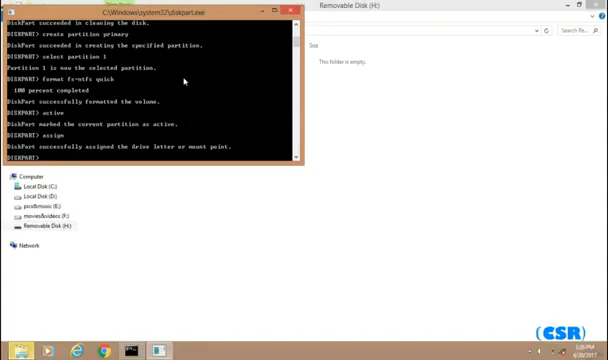 C:\Windows\system32\diskpart.exe
Removable Disk (H:)
DiskPart succeeded in cleaning the disk.
DISKPART> create partition primary
DiskPart succeeded in creating the specified partition.
DISKPART> select partition 1
Partition 1 is now the selected partition.
DISKPART> format fs=ntfs quick
100 percent completed
DiskPart successfully formatted the volume.
DISKPART> active
DiskPart marked the current partition as active.
DISKPART> assign
DiskPart successfully assigned the drive letter or mount point.
DISKPART>
Search Re...
Size
This folder is empty.
Computer
Local Disk (C:)
Local Disk (D:)
pics&music (E:)
movies&videos (F:)
Removable Disk (H:)
Network
(CSR)